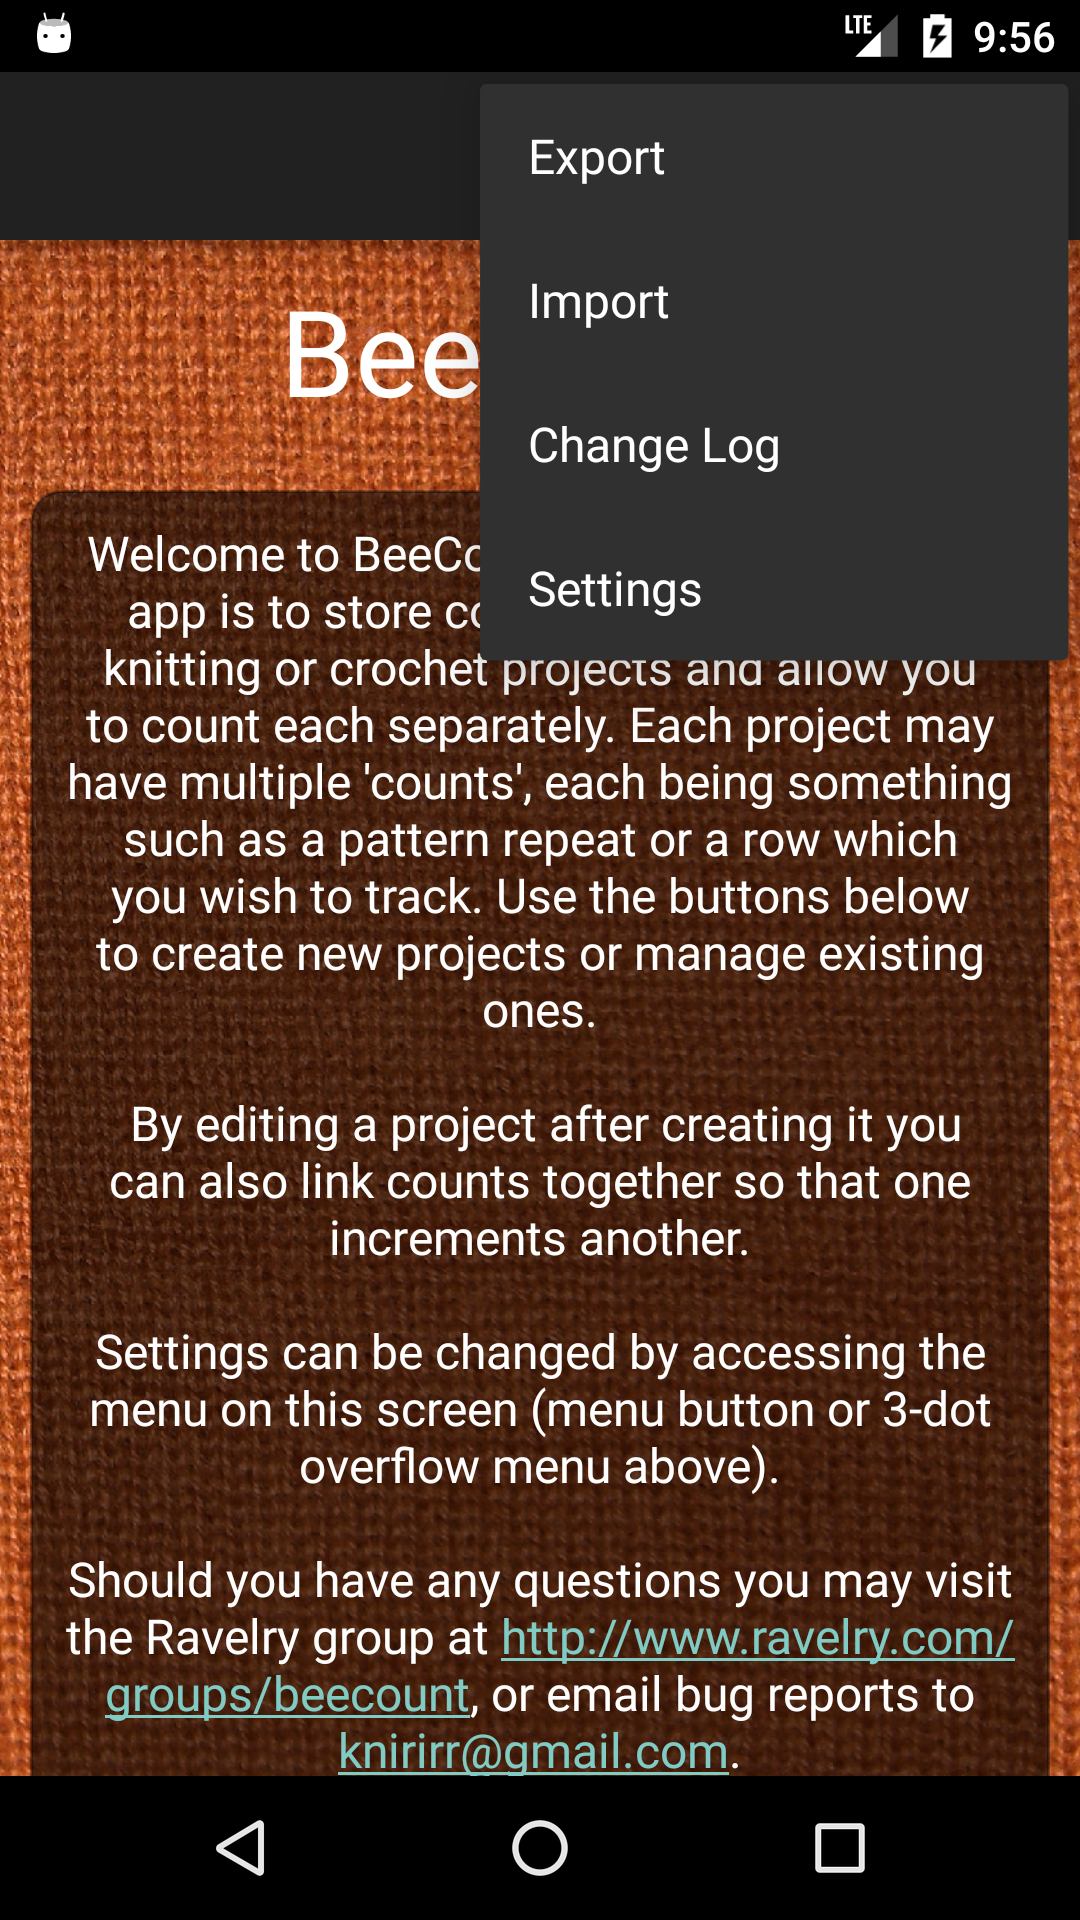 LTE 9:56
Export
Import
Change Log
Settings
Bee
Welcome to BeeCo
app is to store co
knitting or crochet projects and allow you
to count each separately. Each project may
have multiple 'counts', each being something
such as a pattern repeat or a row which
you wish to track. Use the buttons below
to create new projects or manage existing
ones.
By editing a project after creating it you
can also link counts together so that one
increments another.
Settings can be changed by accessing the
menu on this screen (menu button or 3-dot
overflow menu above).
Should you have any questions you may visit
the Ravelry group at http://www.ravelry.com/
groups/beecount, or email bug reports to
knirirr@gmail.com.